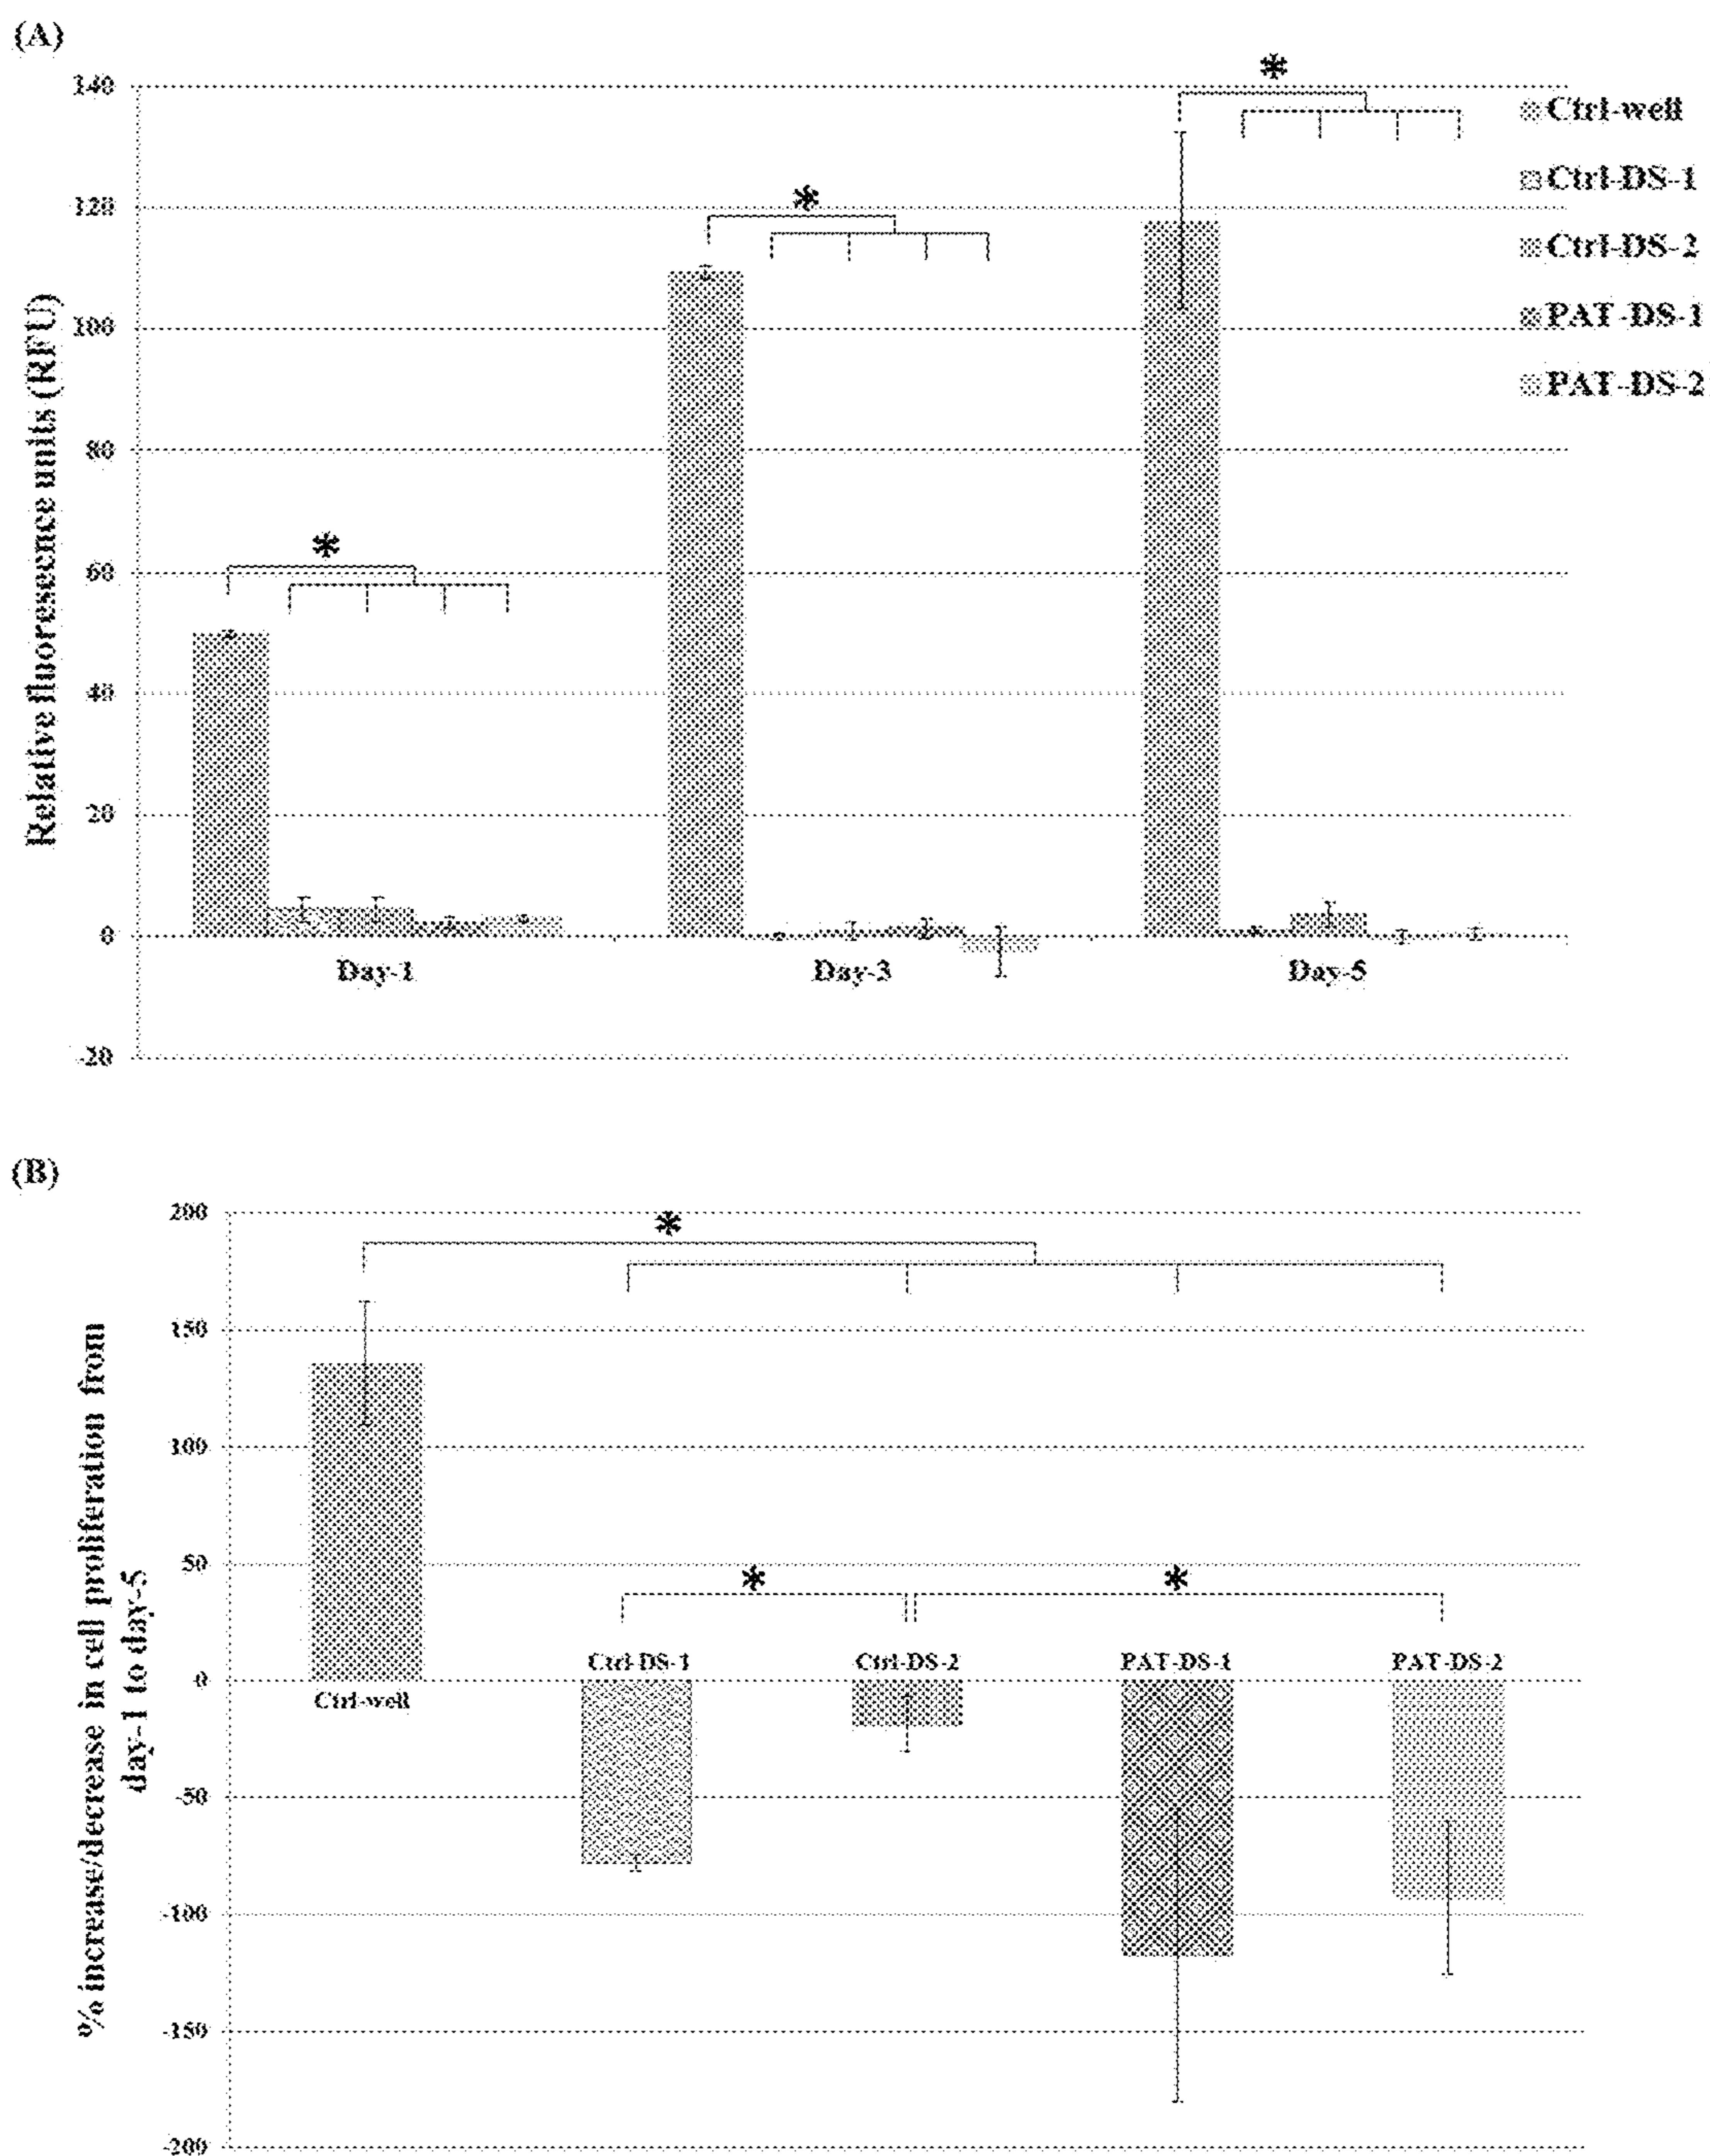 (A)
Relative fluoresecne units (RFU)
140
120
100
80
60
40
20
0
-20
*
*
*
Day-1
Day-3
Day-5
Ctrl-well
Ctrl-DS-1
Ctrl-DS-2
PAT-DS-1
PAT-DS-2
(B)
% increase/decrease in cell proliferation from
day-1 to day-5
200
150
100
50
0
-50
-100
-150
-200
*
*
*
Ctrl-well
Ctrl-DS-1
Ctrl-DS-2
PAT-DS-1
PAT-DS-2